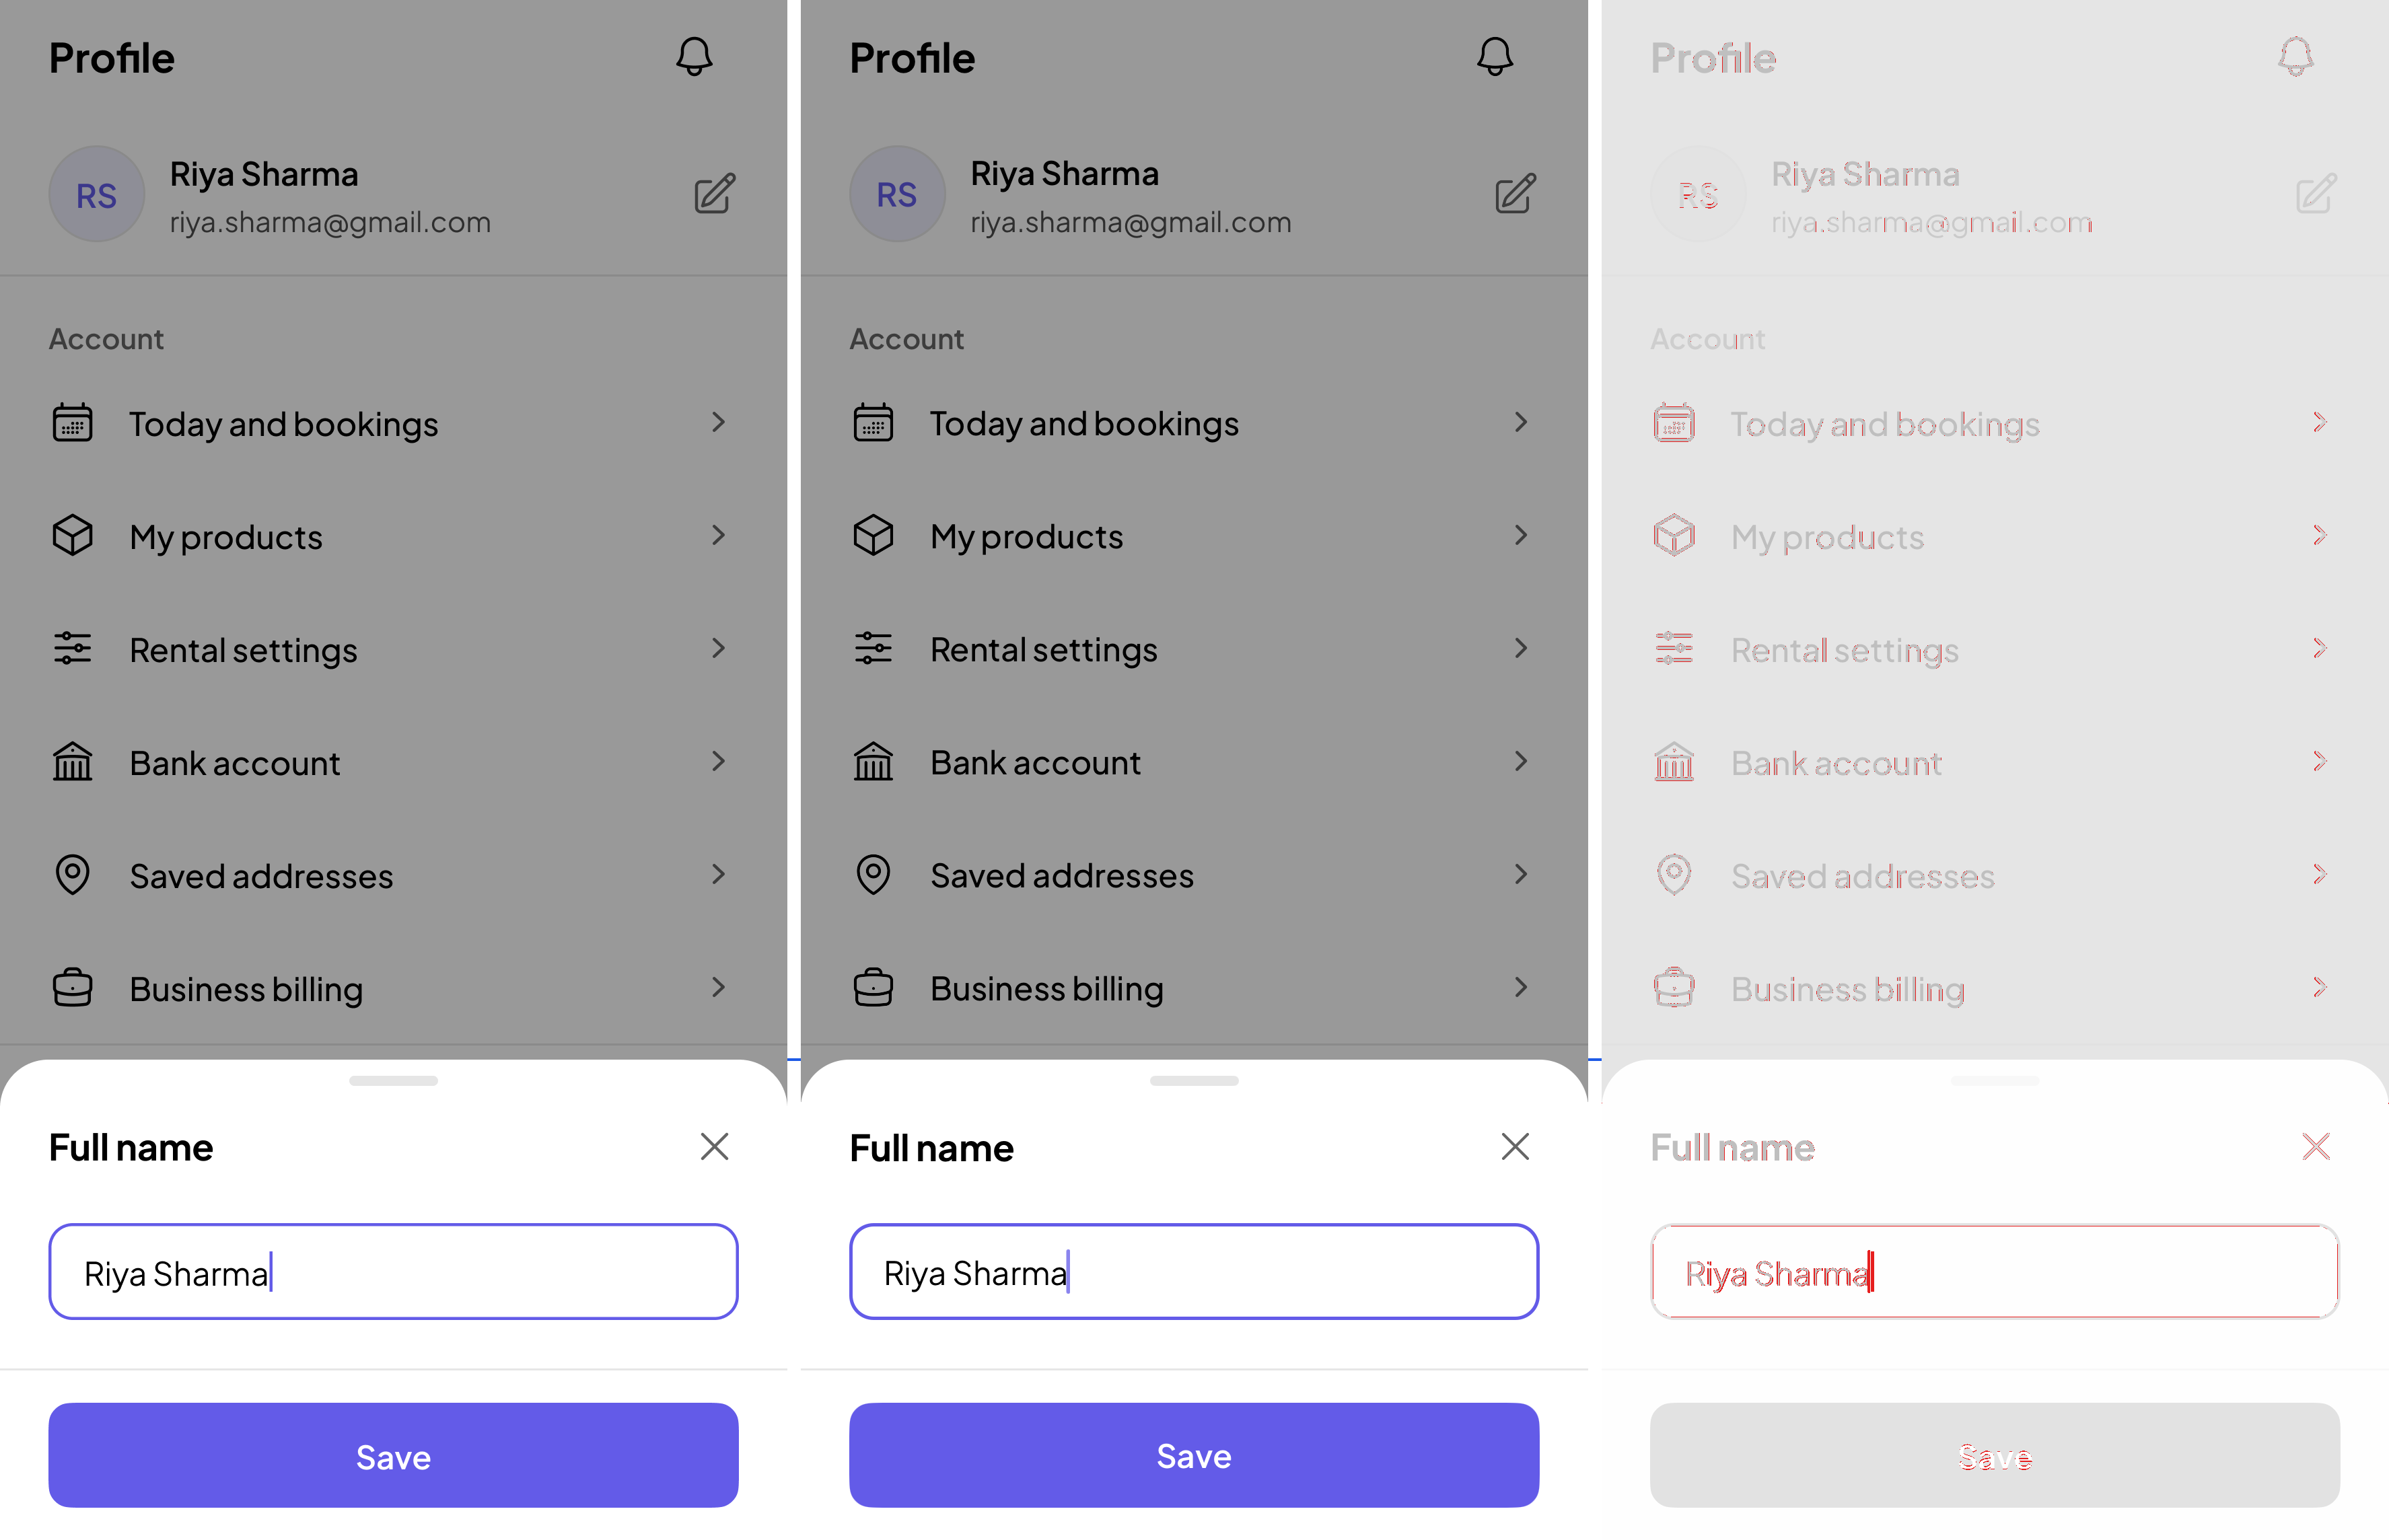 Profile
RS
Riya Sharma
riya.sharma@gmail.com
Account
Today and bookings
My products
Rental settings
Bank account
Saved addresses
Business billing
Full name
Riya Sharma
Save
Profile
RS
Riya Sharma
riya.sharma@gmail.com
Account
Today and bookings
My products
Rental settings
Bank account
Saved addresses
Business billing
Full name
Riya Sharma
Save
Profile
RS
Riya Sharma
riya.sharma@gmail.com
Account
Today and bookings
My products
Rental settings
Bank account
Saved addresses
Business billing
Full name
Riya Sharma
Save